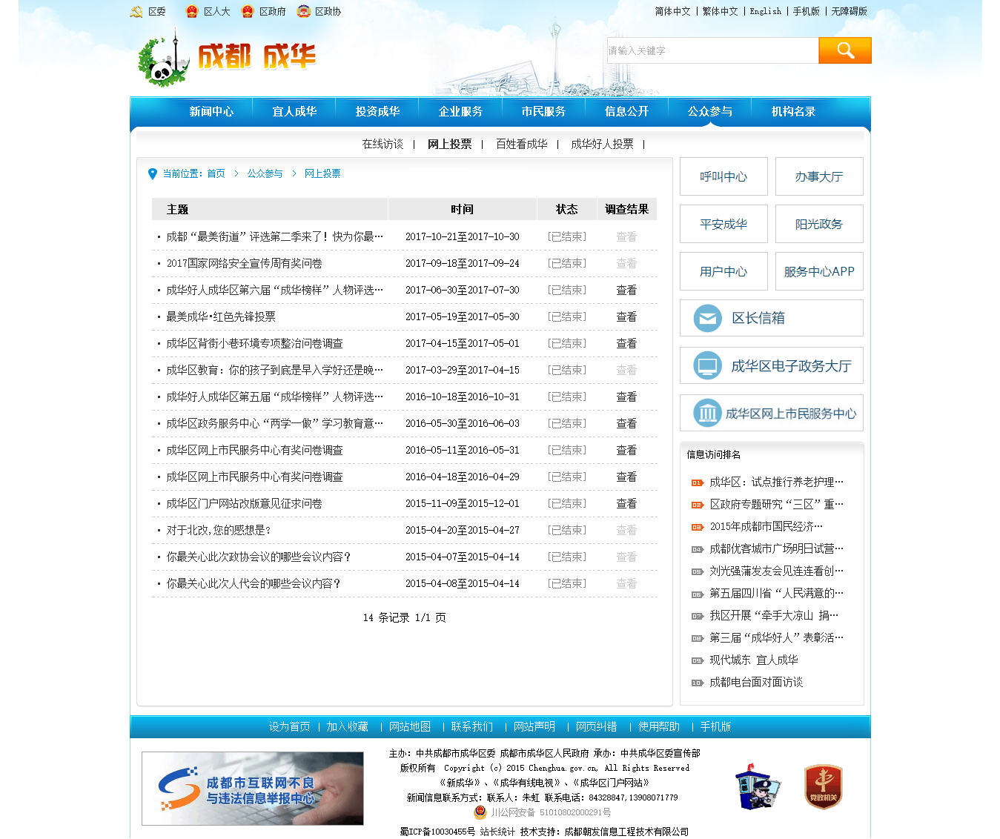 区委 区人大 区政府 区政协
简体中文 | 繁体中文 | English | 手机版 | 无障碍版
成都 成华
请输入关键字
新闻中心 宜人成华 投资成华 企业服务 市民服务 信息公开 公众参与 机构名录
在线访谈 | 网上投票 | 百姓看成华 | 成华好人投票 |
当前位置：首页 > 公众参与 > 网上投票
主题 时间 状态 调查结果
成都“最美街道”评选第二季来了！快为你最… 2017-10-21至2017-10-30 [已结束] 查看
2017国家网络安全宣传周有奖问卷 2017-09-18至2017-09-24 [已结束] 查看
成华好人成华区第六届“成华榜样”人物评选… 2017-06-30至2017-07-30 [已结束] 查看
最美成华·红色先锋投票 2017-05-19至2017-05-30 [已结束] 查看
成华区背街小巷环境专项整治问卷调查 2017-04-15至2017-05-01 [已结束] 查看
成华区教育：你的孩子到底是早入学好还是晚… 2017-03-29至2017-04-15 [已结束] 查看
成华好人成华区第五届“成华榜样”人物评选… 2016-10-18至2016-10-31 [已结束] 查看
成华区政务服务中心“两学一做”学习教育意… 2016-05-30至2016-06-03 [已结束] 查看
成华区网上市民服务中心有奖问卷调查 2016-05-11至2016-05-31 [已结束] 查看
成华区网上市民服务中心有奖问卷调查 2016-04-18至2016-04-29 [已结束] 查看
成华区门户网站改版意见征求问卷 2015-11-09至2015-12-01 [已结束] 查看
对于北改,您的感想是? 2015-04-20至2015-04-27 [已结束] 查看
你最关心此次政协会议的哪些会议内容？ 2015-04-07至2015-04-14 [已结束] 查看
你最关心此次人代会的哪些会议内容？ 2015-04-08至2015-04-14 [已结束] 查看
14 条记录 1/1 页
呼叫中心 办事大厅
平安成华 阳光政务
用户中心 服务中心APP
区长信箱
成华区电子政务大厅
成华区网上市民服务中心
信息访问排名
01 成华区：试点推行养老护理…
02 区政府专题研究“三区”重…
03 2015年成都市国民经济…
04 成都优客城市广场明日试营…
05 刘光强蒲发友会见连连看创…
06 第五届四川省“人民满意的…
07 我区开展“牵手大凉山 捐…
08 第三届“成华好人”表彰活…
09 现代城东 宜人成华
10 成都电台面对面访谈
设为首页 | 加入收藏 | 网站地图 | 联系我们 | 网站声明 | 网页纠错 | 使用帮助 | 手机版
成都市互联网不良
与违法信息举报中心
主办：中共成都市成华区委 成都市成华区人民政府 承办：中共成华区委宣传部
版权所有 Copyright (c) 2015 Chenghua.gov.cn, All Rights Reserved
《新成华》、《成华有线电视》、《成华区门户网站》
新闻信息联系方式：联系人：朱虹 联系电话：84328847,13908071779
川公网安备 51010802000291号
蜀ICP备10030455号 站长统计 技术支持：成都朝发信息工程技术有限公司
成都
党政机关